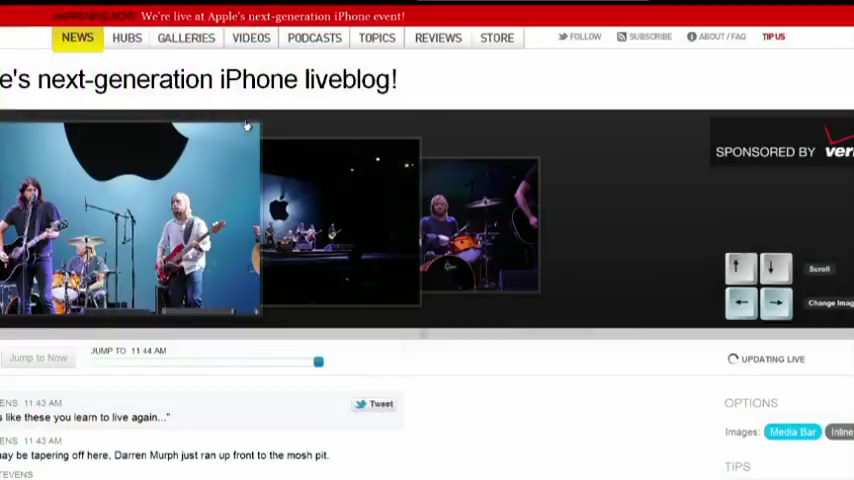 HAPPENING NOW: We're live at Apple's next-generation iPhone event!
NEWS HUBS GALLERIES VIDEOS PODCASTS TOPICS REVIEWS STORE FOLLOW SUBSCRIBE ABOUT / FAQ TIP US
e's next-generation iPhone liveblog!
SPONSORED BY veri
Scroll
Change Imag
Jump to Now
JUMP TO 11:44 AM
UPDATING LIVE
ENS 11:43 AM
Tweet
s like these you learn to live again..."
OPTIONS
Images: Media Bar Inline
ENS 11:43 AM
may be tapering off here, Darren Murph just ran up front to the mosh pit.
TIPS
TEVENS